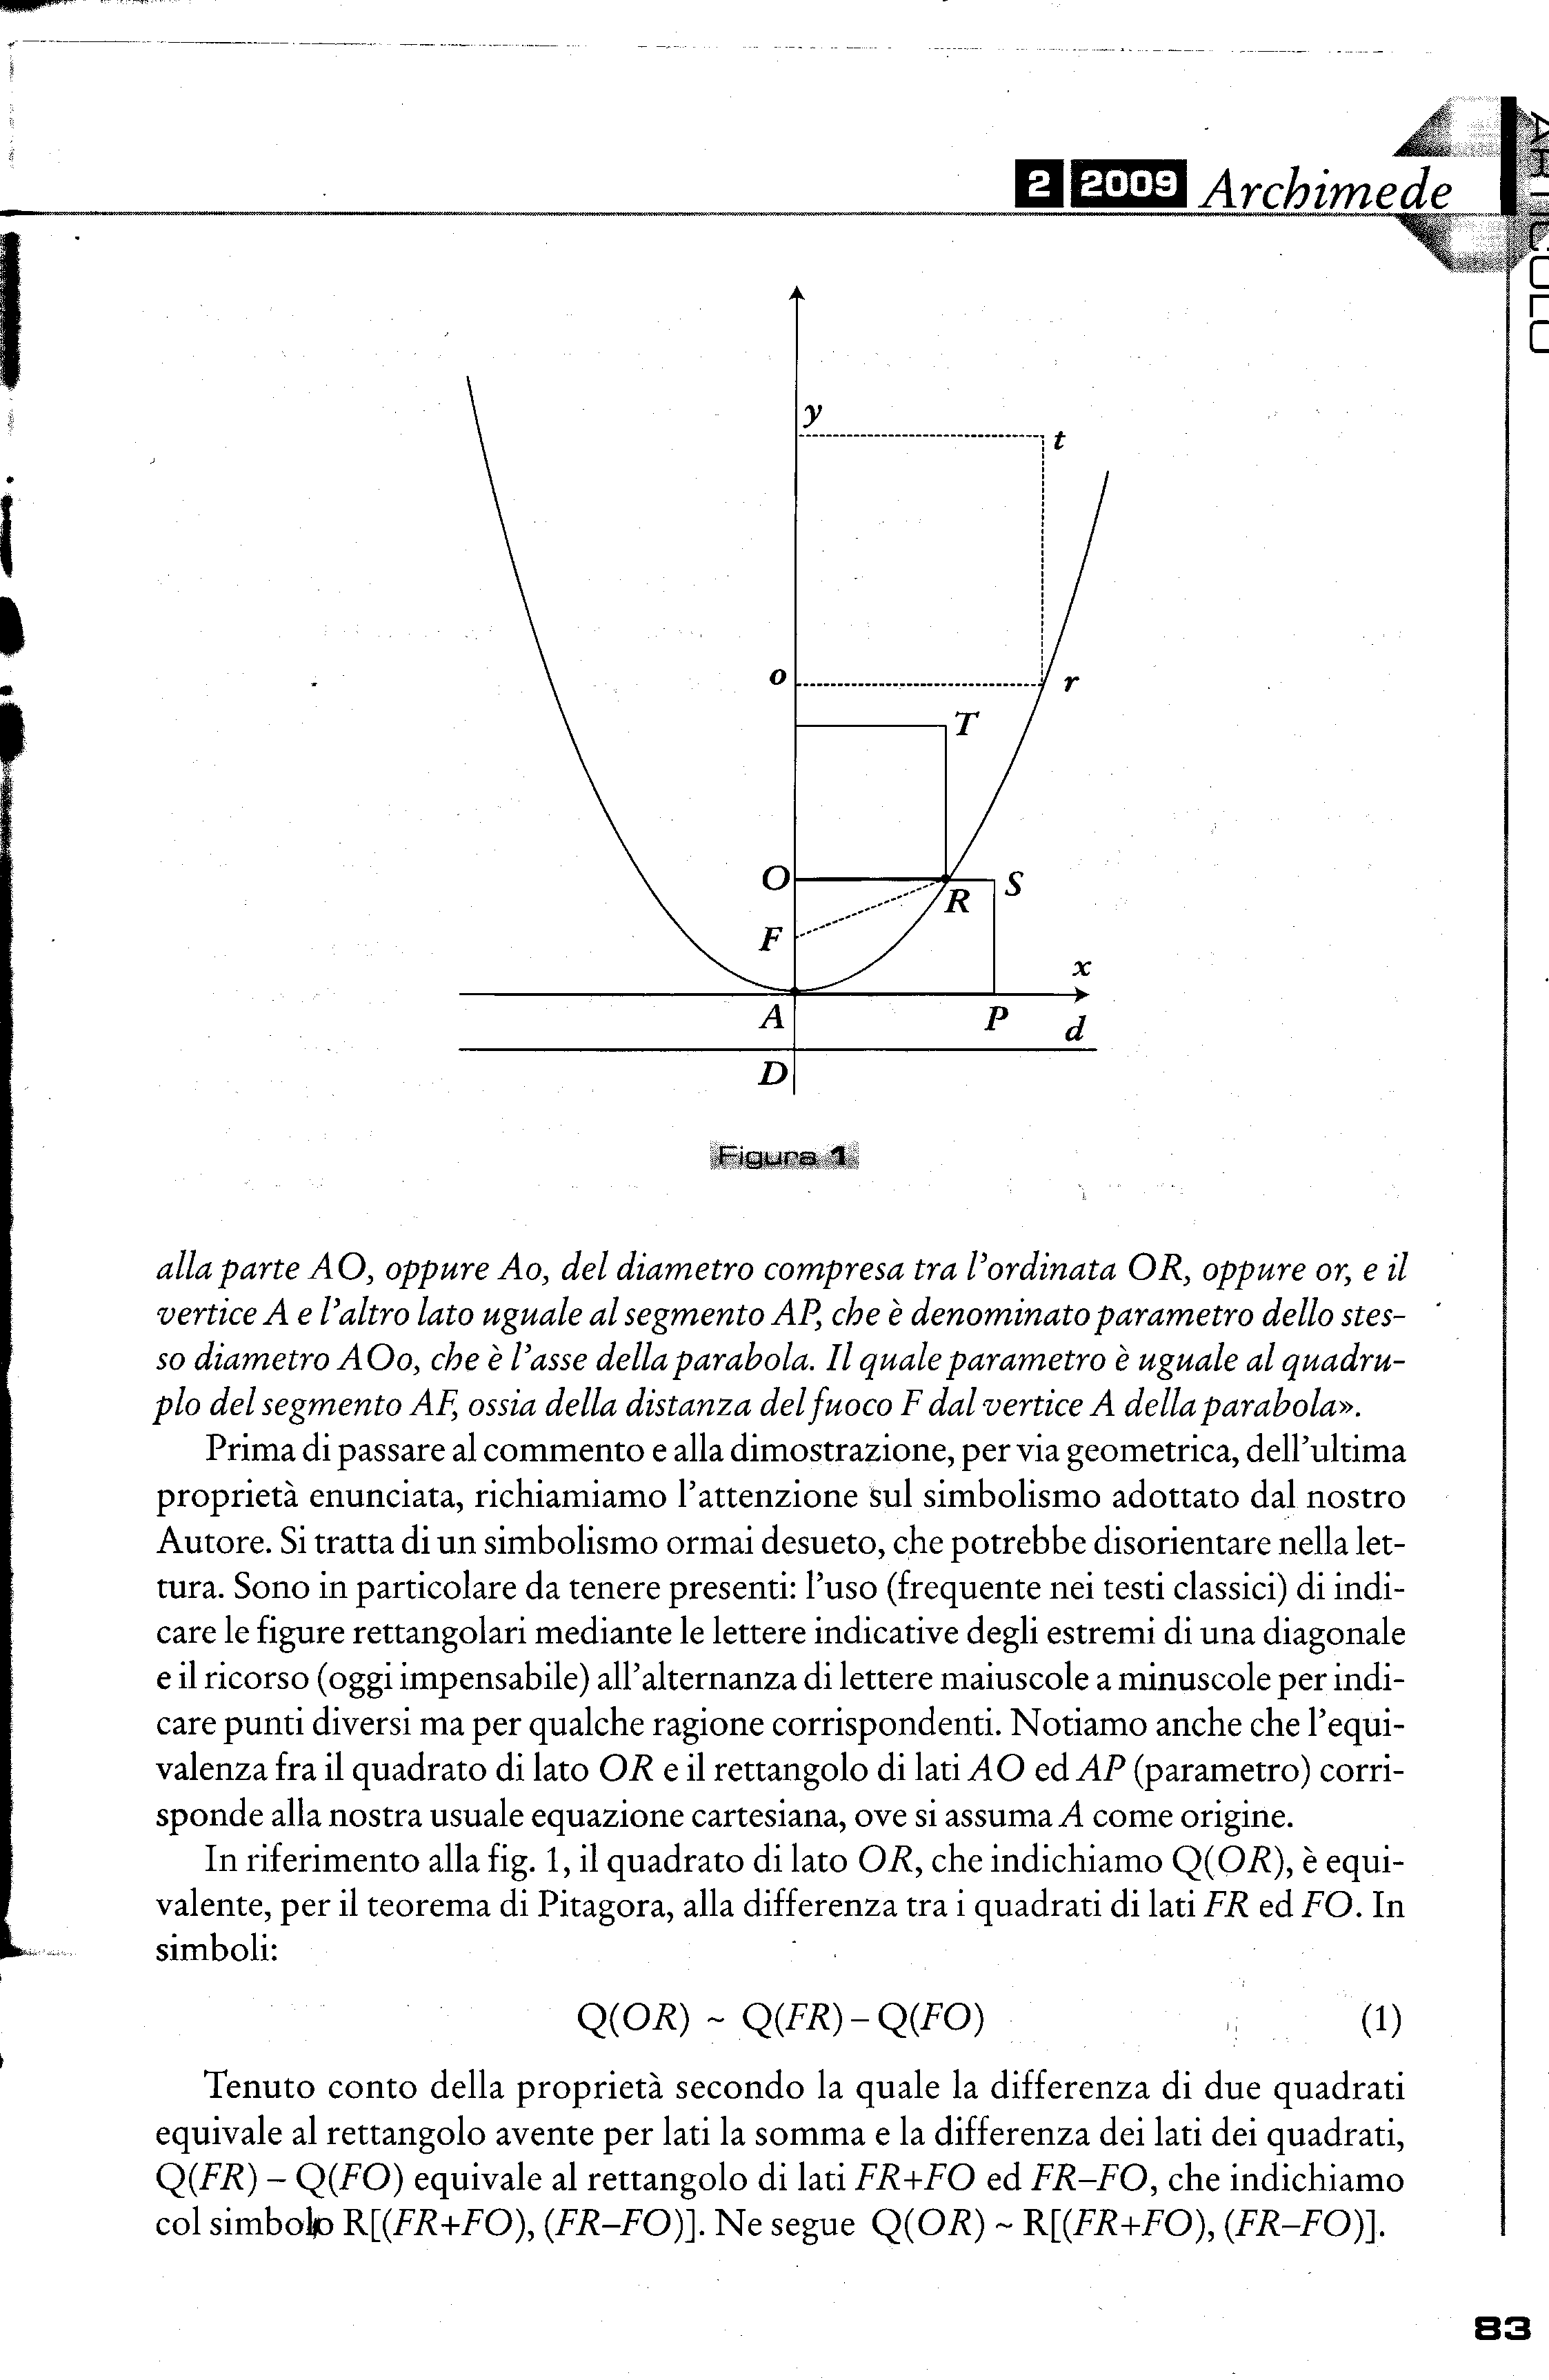 2 2009 Archimede
ARTICOLO
y
t
o
r
T
O
S
R
F
x
A
P
d
D
Figura 1
alla parte AO, oppure Ao, del diametro compresa tra l'ordinata OR, oppure or, e il
vertice A e l'altro lato uguale al segmento AP, che è denominato parametro dello stes-
so diametro AOo, che è l'asse della parabola. Il quale parametro è uguale al quadru-
plo del segmento AF, ossia della distanza del fuoco F dal vertice A della parabola».
Prima di passare al commento e alla dimostrazione, per via geometrica, dell'ultima
proprietà enunciata, richiamiamo l'attenzione sul simbolismo adottato dal nostro
Autore. Si tratta di un simbolismo ormai desueto, che potrebbe disorientare nella let-
tura. Sono in particolare da tenere presenti: l'uso (frequente nei testi classici) di indi-
care le figure rettangolari mediante le lettere indicative degli estremi di una diagonale
e il ricorso (oggi impensabile) all'alternanza di lettere maiuscole a minuscole per indi-
care punti diversi ma per qualche ragione corrispondenti. Notiamo anche che l'equi-
valenza fra il quadrato di lato OR e il rettangolo di lati AO ed AP (parametro) corri-
sponde alla nostra usuale equazione cartesiana, ove si assuma A come origine.
In riferimento alla fig. 1, il quadrato di lato OR, che indichiamo Q(OR), è equi-
valente, per il teorema di Pitagora, alla differenza tra i quadrati di lati FR ed FO. In
simboli:
Q(OR) ~ Q(FR) – Q(FO) (1)
Tenuto conto della proprietà secondo la quale la differenza di due quadrati
equivale al rettangolo avente per lati la somma e la differenza dei lati dei quadrati,
Q(FR) – Q(FO) equivale al rettangolo di lati FR+FO ed FR–FO, che indichiamo
col simbolo R[(FR+FO), (FR–FO)]. Ne segue Q(OR) ~ R[(FR+FO), (FR–FO)].
83